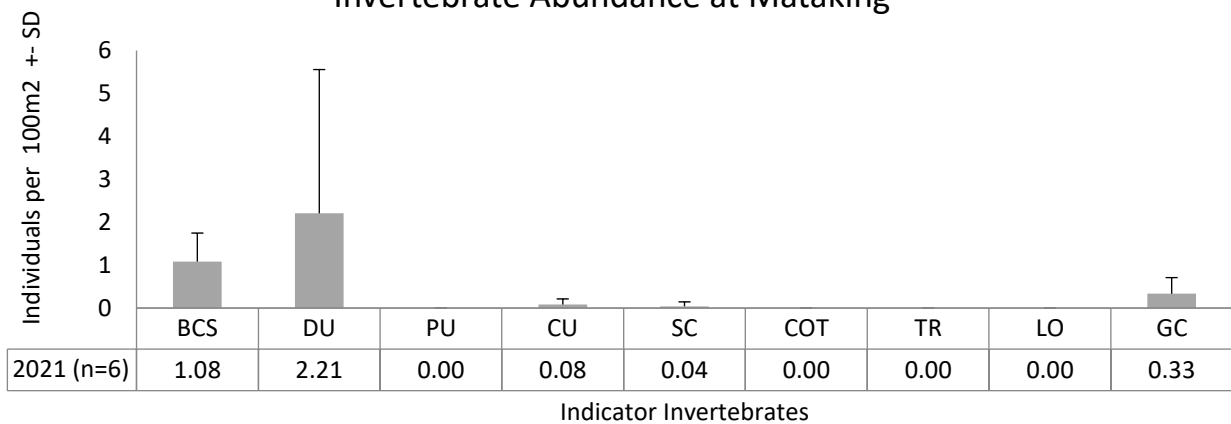 Invertebrate Abundance at Mataking
Individuals per 100m2 +- SD
6
5
4
3
2
1
0
BCS DU PU CU SC COT TR LO GC
2021 (n=6) 1.08 2.21 0.00 0.08 0.04 0.00 0.00 0.00 0.33
Indicator Invertebrates